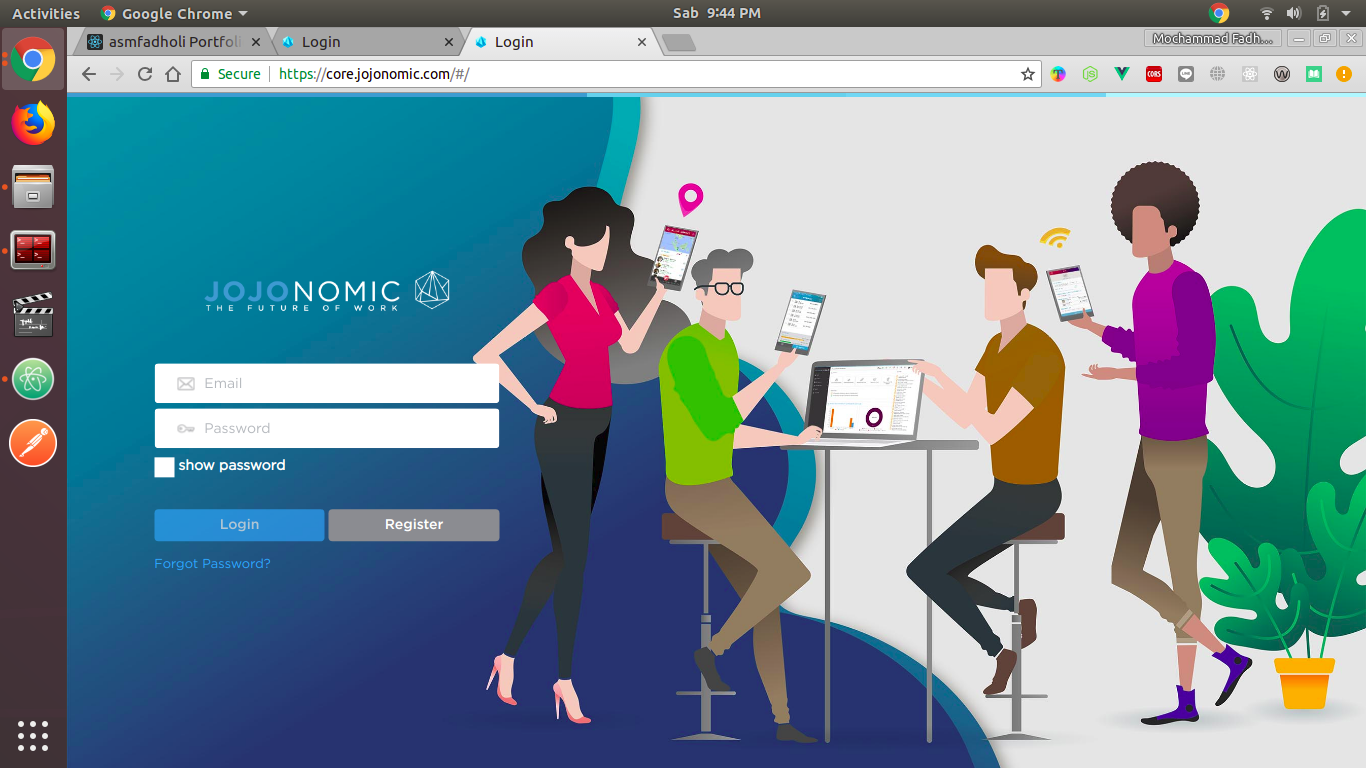 Activities
Google Chrome
Sab 9:44 PM
asmfadholi Portfoli
Login
Login
Mochammad Fadh...
Secure
https://core.jojonomic.com/#/
CORS
LINE
JOJONOMIC
THE FUTURE OF WORK
Email
Password
show password
Login
Register
Forgot Password?